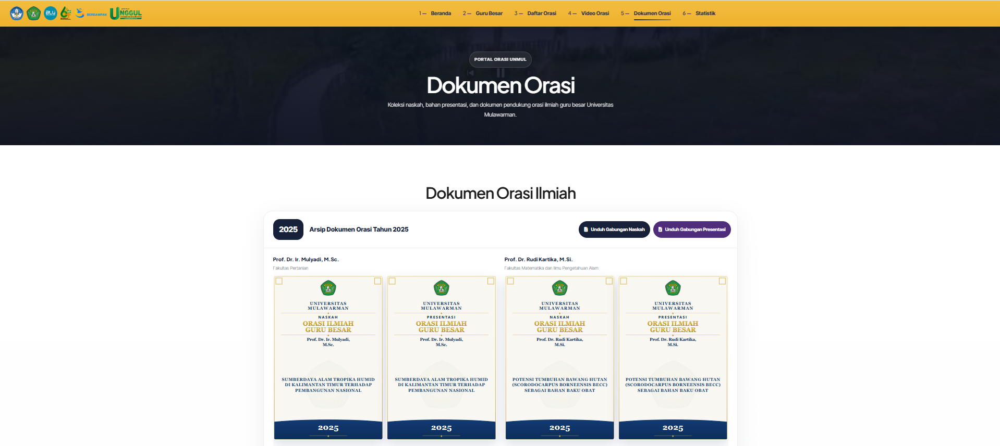 BLU
BERDAMPAK
UNGGUL
1 — Beranda
2 — Guru Besar
3 — Daftar Orasi
4 — Video Orasi
5 — Dokumen Orasi
6 — Statistik
PORTAL ORASI UNMUL
Dokumen Orasi
Koleksi naskah, bahan presentasi, dan dokumen pendukung orasi ilmiah guru besar Universitas
Mulawarman.
Dokumen Orasi Ilmiah
2025
Arsip Dokumen Orasi Tahun 2025
Unduh Gabungan Naskah
Unduh Gabungan Presentasi
Prof. Dr. Ir. Mulyadi, M.Sc.
Fakultas Pertanian
UNIVERSITAS
MULAWARMAN
NASKAH
ORASI ILMIAH
GURU BESAR
Prof. Dr. Ir. Mulyadi,
M.Sc.
SUMBERDAYA ALAM TROPIKA HUMID
DI KALIMANTAN TIMUR TERHADAP
PEMBANGUNAN NASIONAL
2025
UNIVERSITAS
MULAWARMAN
PRESENTASI
ORASI ILMIAH
GURU BESAR
Prof. Dr. Ir. Mulyadi,
M.Sc.
SUMBERDAYA ALAM TROPIKA HUMID
DI KALIMANTAN TIMUR TERHADAP
PEMBANGUNAN NASIONAL
2025
Prof. Dr. Rudi Kartika, M.Si.
Fakultas Matematika dan Ilmu Pengetahuan Alam
UNIVERSITAS
MULAWARMAN
NASKAH
ORASI ILMIAH
GURU BESAR
Prof. Dr. Rudi Kartika,
M.Si.
POTENSI TUMBUHAN BAWANG HUTAN
(SCORODOCARPUS BORNEENSIS BECC)
SEBAGAI BAHAN BAKU OBAT
2025
UNIVERSITAS
MULAWARMAN
PRESENTASI
ORASI ILMIAH
GURU BESAR
Prof. Dr. Rudi Kartika,
M.Si.
POTENSI TUMBUHAN BAWANG HUTAN
(SCORODOCARPUS BORNEENSIS BECC)
SEBAGAI BAHAN BAKU OBAT
2025